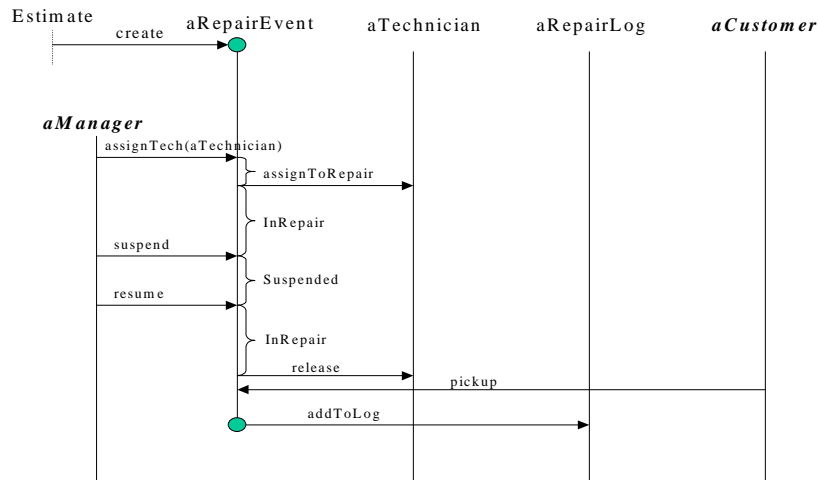 Estimate
create
aRepairEvent
aTechnician
aRepairLog
aCustomer
aManager
assignTech(aTechnician)
assignToRepair
InRepair
suspend
Suspended
resume
InRepair
release
pickup
addToLog